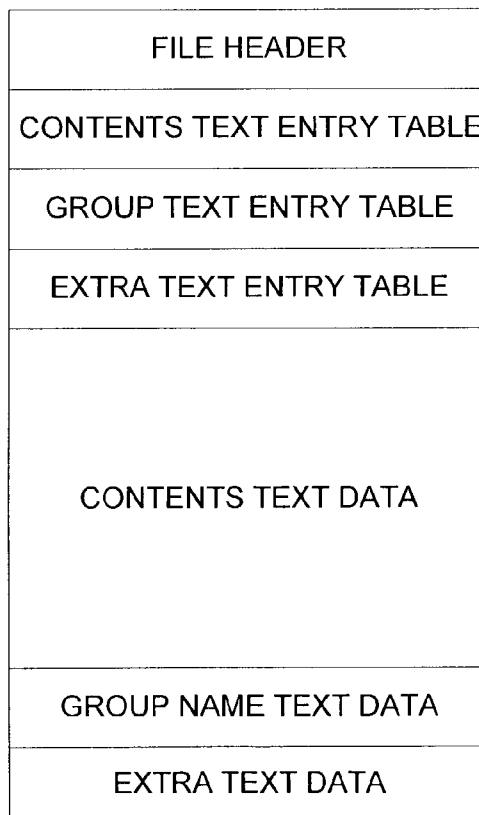 FILE HEADER
CONTENTS TEXT ENTRY TABLE
GROUP TEXT ENTRY TABLE
EXTRA TEXT ENTRY TABLE
CONTENTS TEXT DATA
GROUP NAME TEXT DATA
EXTRA TEXT DATA